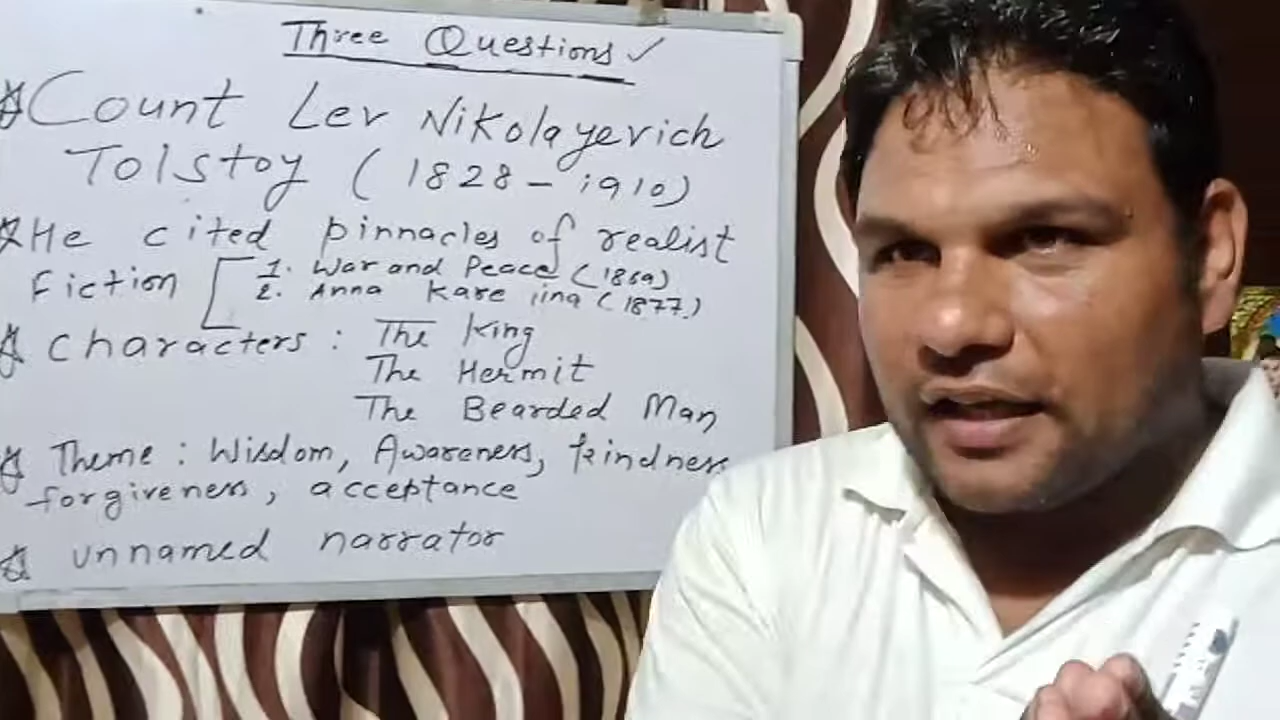 Three Questions ✓
Count Lev Nikolayevich
Tolstoy (1828-1910)
He cited pinnacles of realist
Fiction [ 1. War and Peace (1869)
2. Anna Kare ina (1877)
Characters : The King
The Hermit
The Bearded Man
Theme : Wisdom, Awareness, kindness
forgiveness, acceptance
unnamed narrator